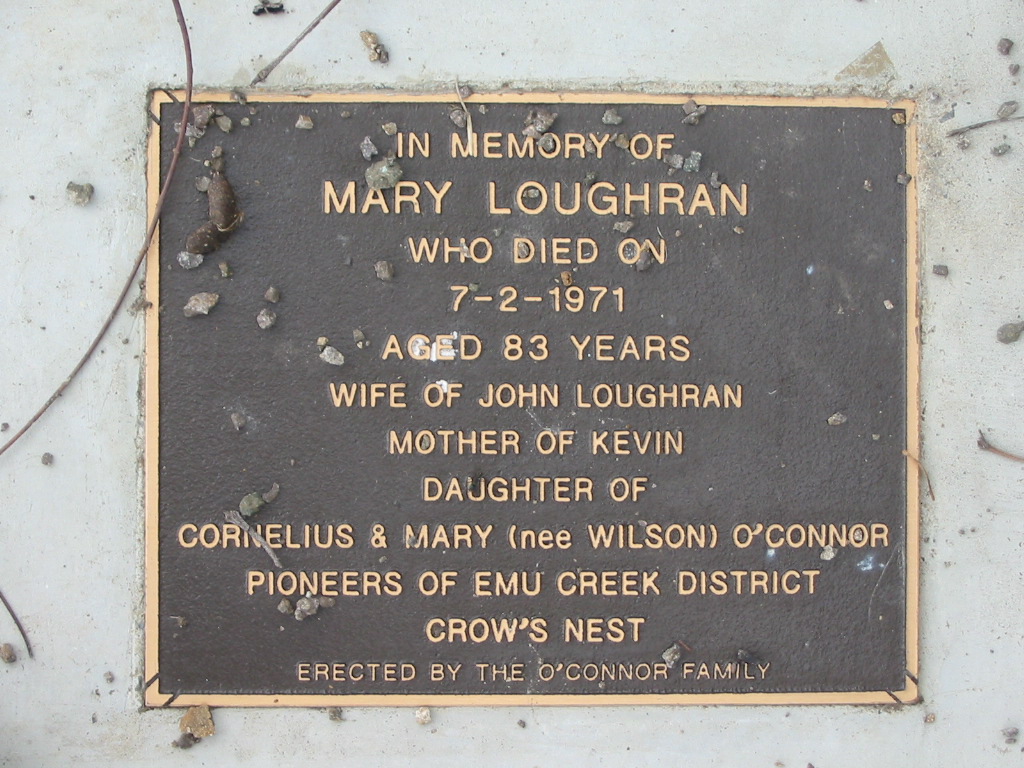 IN MEMORY OF
MARY LOUGHRAN
WHO DIED ON
7-2-1971
AGED 83 YEARS
WIFE OF JOHN LOUGHRAN
MOTHER OF KEVIN
DAUGHTER OF
CORNELIUS & MARY (nee WILSON) O'CONNOR
PIONEERS OF EMU CREEK DISTRICT
CROW'S NEST
ERECTED BY THE O'CONNOR FAMILY